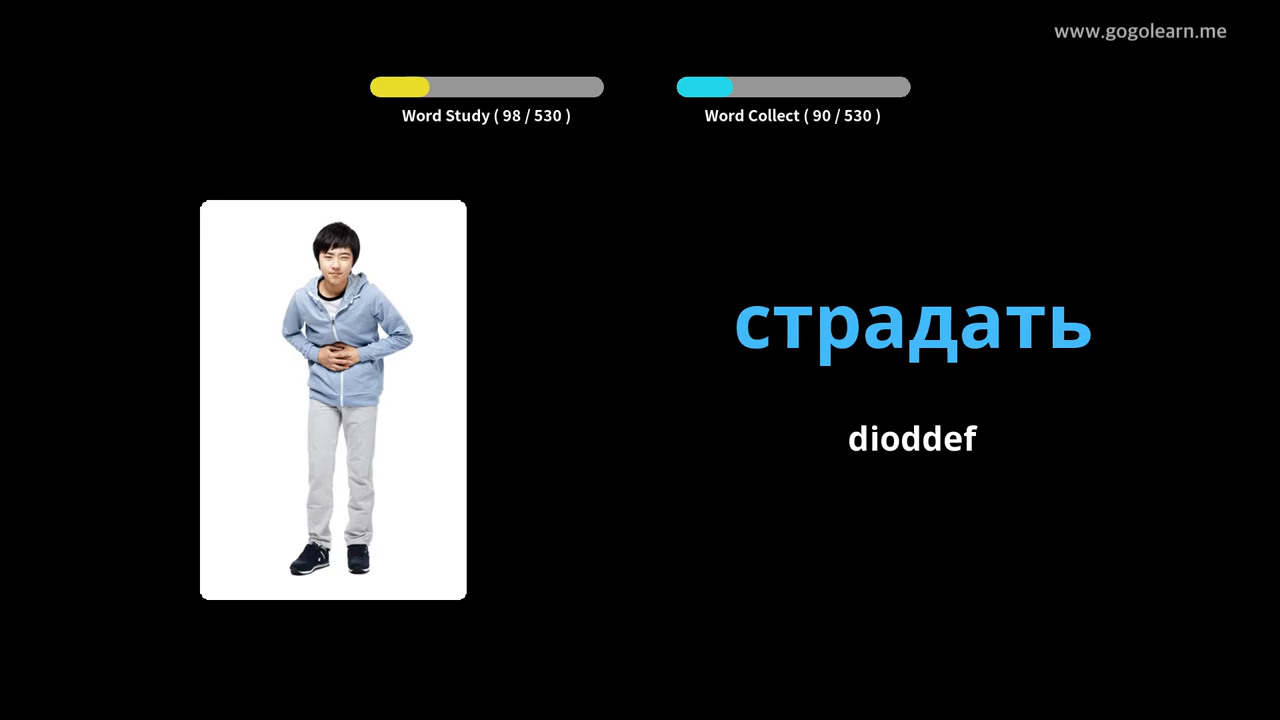 www.gogolearn.me
Word Study ( 98 / 530 )
Word Collect ( 90 / 530 )
страдать
dioddef